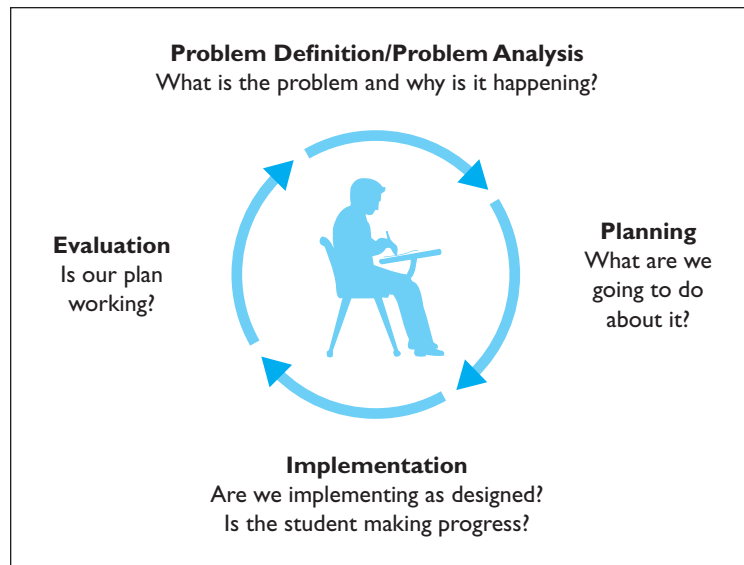 Problem Definition/Problem Analysis
What is the problem and why is it happening?
Planning
What are we
going to do
about it?
Implementation
Are we implementing as designed?
Is the student making progress?
Evaluation
Is our plan
working?